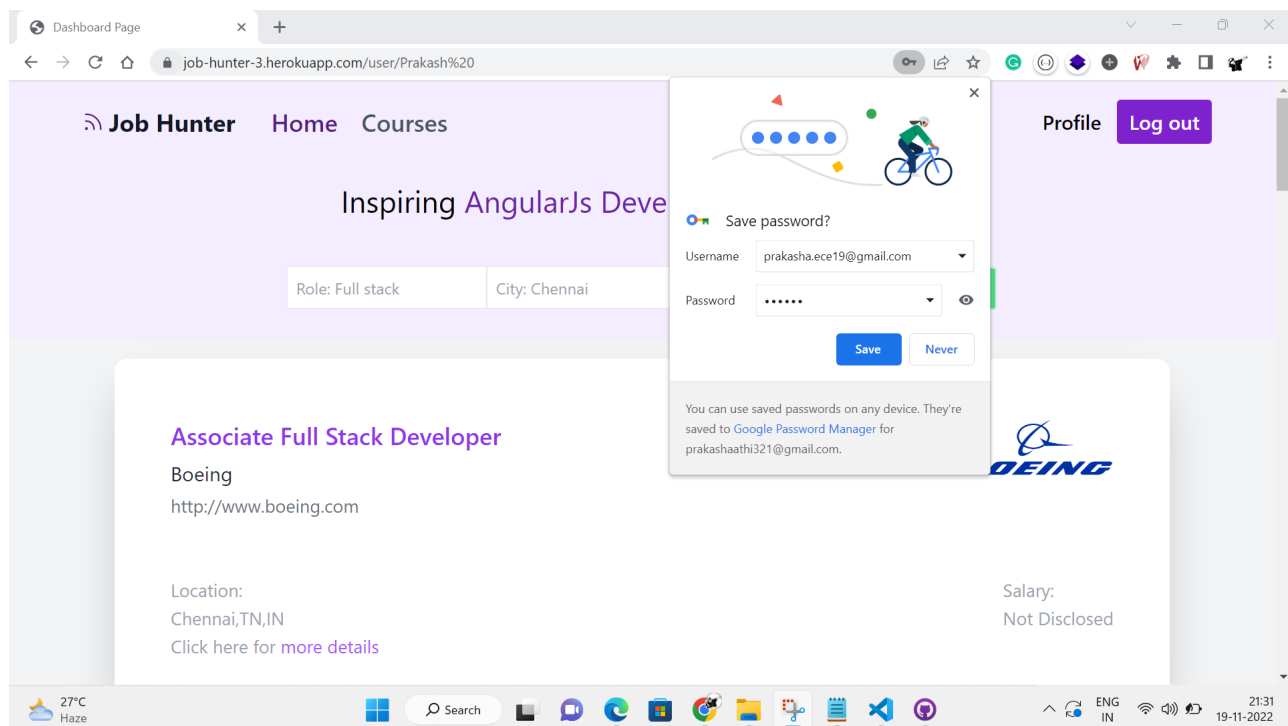 Dashboard Page
job-hunter-3.herokuapp.com/user/Prakash%20
Job Hunter Home Courses Profile Log out
Inspiring AngularJs Deve
Role: Full stack City: Chennai
Save password?
Username prakasha.ece19@gmail.com
Password ••••••
Save Never
You can use saved passwords on any device. They're
saved to Google Password Manager for
prakashaathi321@gmail.com.
Associate Full Stack Developer
Boeing
http://www.boeing.com
OEING
Location:
Chennai,TN,IN
Click here for more details
Salary:
Not Disclosed
27°C
Haze
Search
ENG
IN
21:31
19-11-2022